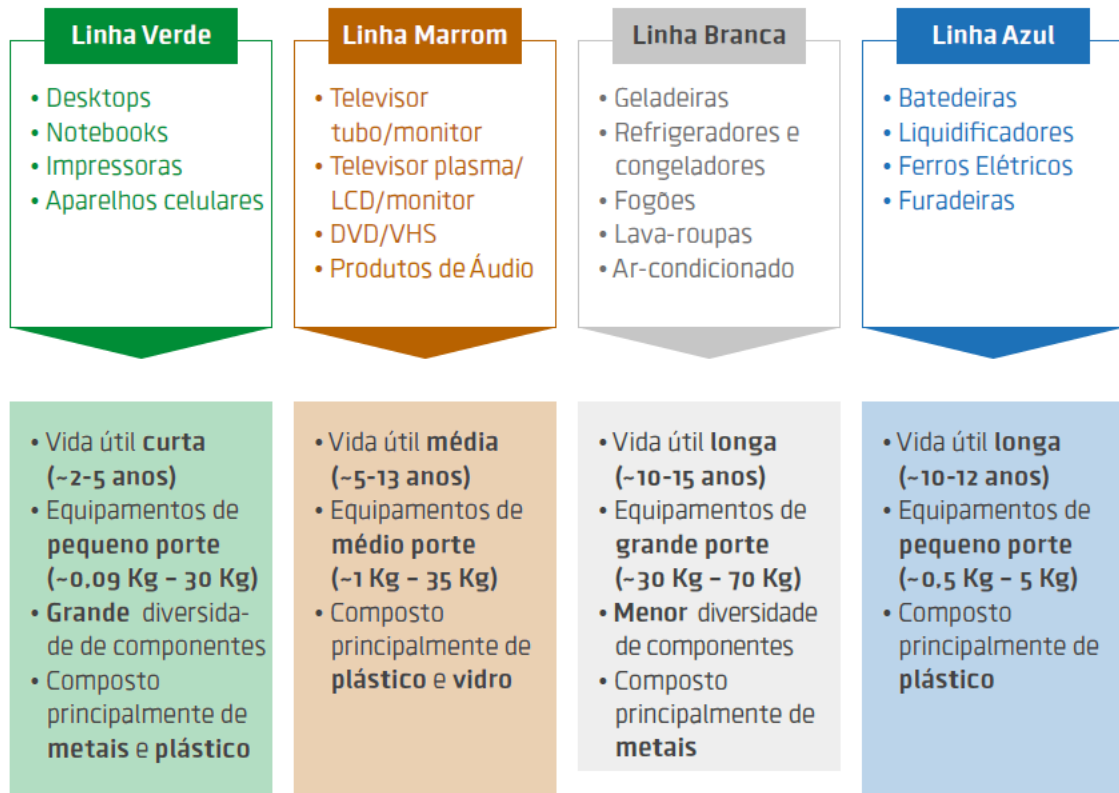 Linha Verde
• Desktops
• Notebooks
• Impressoras
• Aparelhos celulares
• Vida útil curta
(~2-5 anos)
• Equipamentos de
pequeno porte
(~0,09 Kg – 30 Kg)
• Grande diversida-
de de componentes
• Composto
principalmente de
metais e plástico
Linha Marrom
• Televisor
tubo/monitor
• Televisor plasma/
LCD/monitor
• DVD/VHS
• Produtos de Áudio
• Vida útil média
(~5-13 anos)
• Equipamentos de
médio porte
(~1 Kg – 35 Kg)
• Composto
principalmente de
plástico e vidro
Linha Branca
• Geladeiras
• Refrigeradores e
congeladores
• Fogões
• Lava-roupas
• Ar-condicionado
• Vida útil longa
(~10-15 anos)
• Equipamentos de
grande porte
(~30 Kg – 70 Kg)
• Menor diversidade
de componentes
• Composto
principalmente de
metais
Linha Azul
• Batedeiras
• Liquidificadores
• Ferros Elétricos
• Furadeiras
• Vida útil longa
(~10-12 anos)
• Equipamentos de
pequeno porte
(~0,5 Kg – 5 Kg)
• Composto
principalmente de
plástico